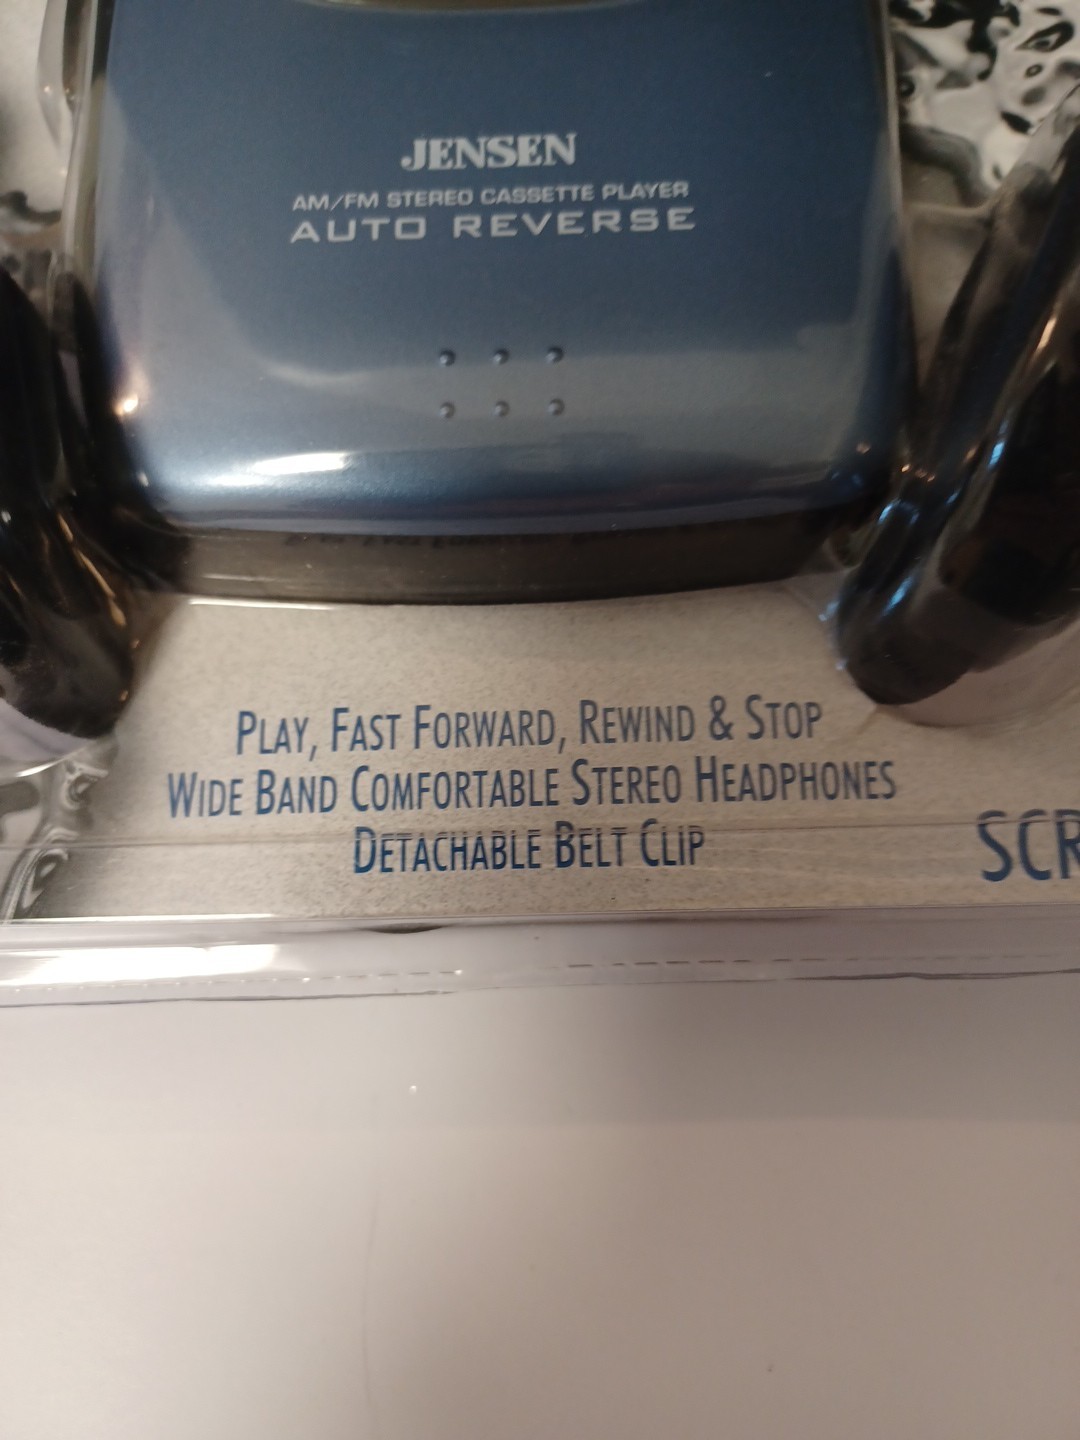 JENSEN
AM/FM STEREO CASSETTE PLAYER
AUTO REVERSE
PLAY, FAST FORWARD, REWIND & STOP
WIDE BAND COMFORTABLE STEREO HEADPHONES
DETACHABLE BELT CLIP
SCR